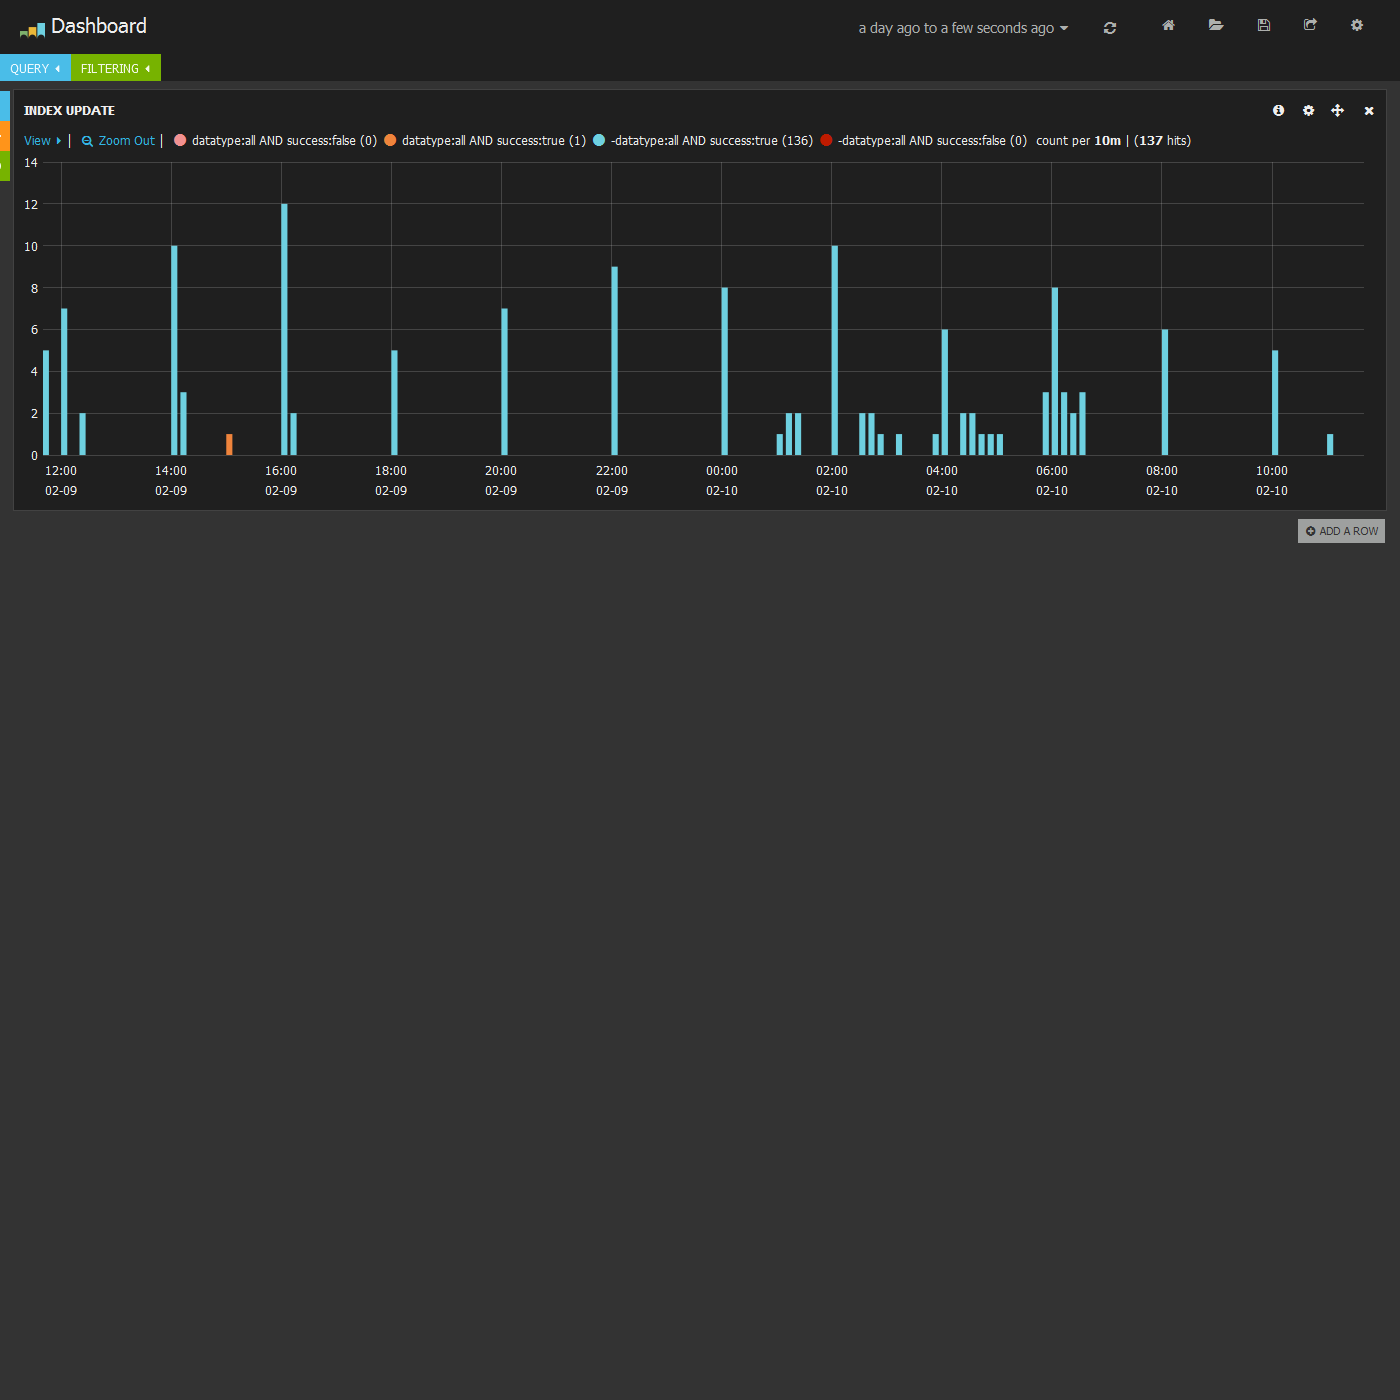 Dashboard
a day ago to a few seconds ago
QUERY FILTERING
INDEX UPDATE
View | Zoom Out | datatype:all AND success:false (0) datatype:all AND success:true (1) -datatype:all AND success:true (136) -datatype:all AND success:false (0) count per 10m | (137 hits)
14
12
10
8
6
4
2
0
12:00 14:00 16:00 18:00 20:00 22:00 00:00 02:00 04:00 06:00 08:00 10:00
02-09 02-09 02-09 02-09 02-09 02-09 02-10 02-10 02-10 02-10 02-10 02-10
ADD A ROW